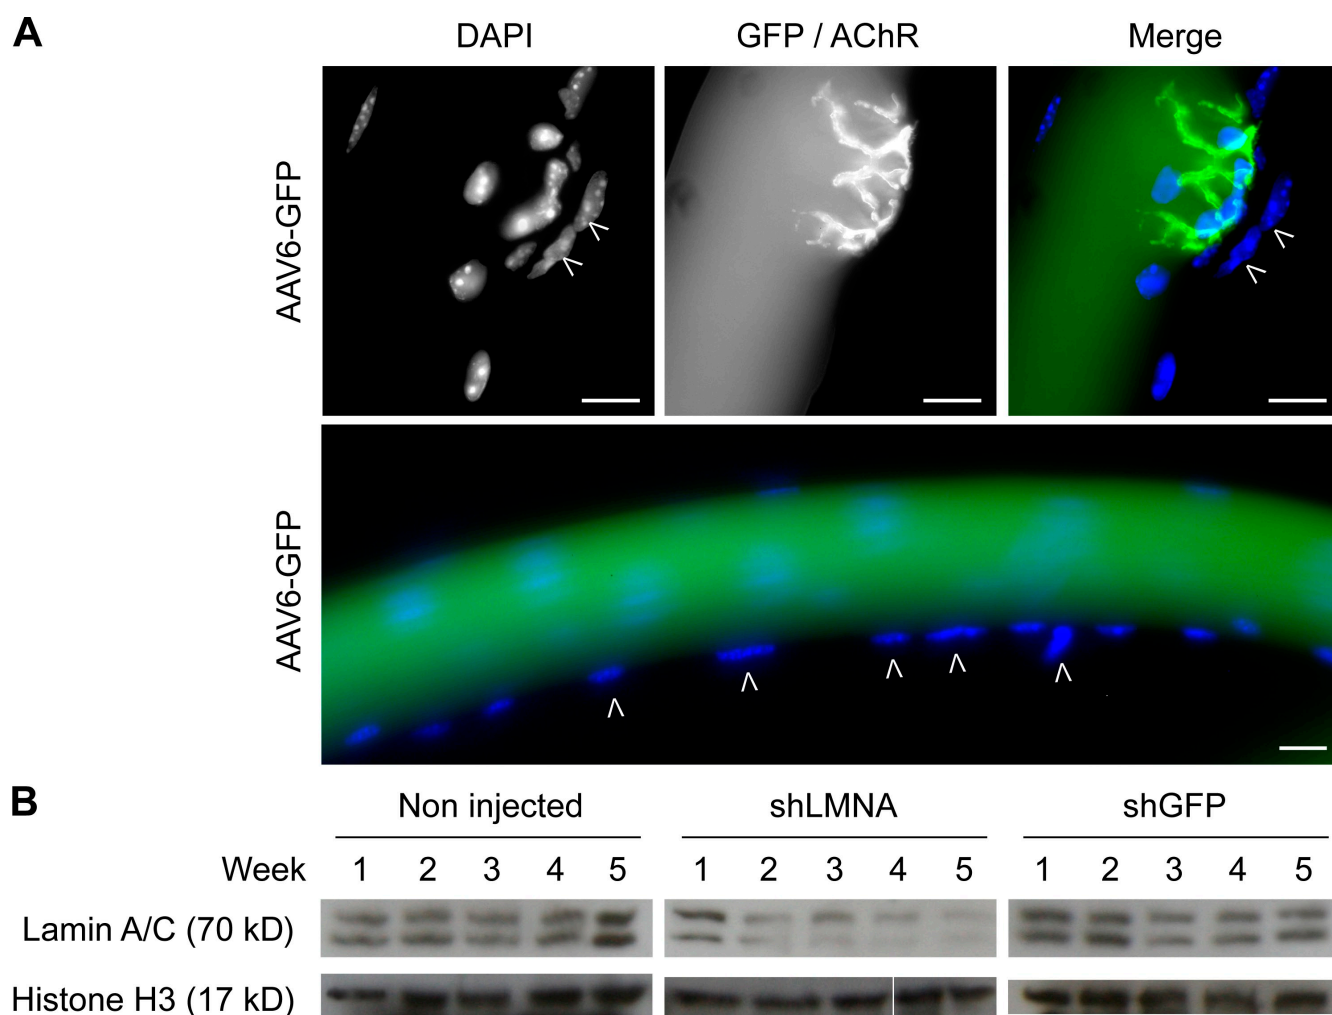 A
DAPI GFP / AChR Merge
AAV6-GFP
AAV6-GFP
B
Non injected shLMNA shGFP
Week 1 2 3 4 5 1 2 3 4 5 1 2 3 4 5
Lamin A/C (70 kD)
Histone H3 (17 kD)